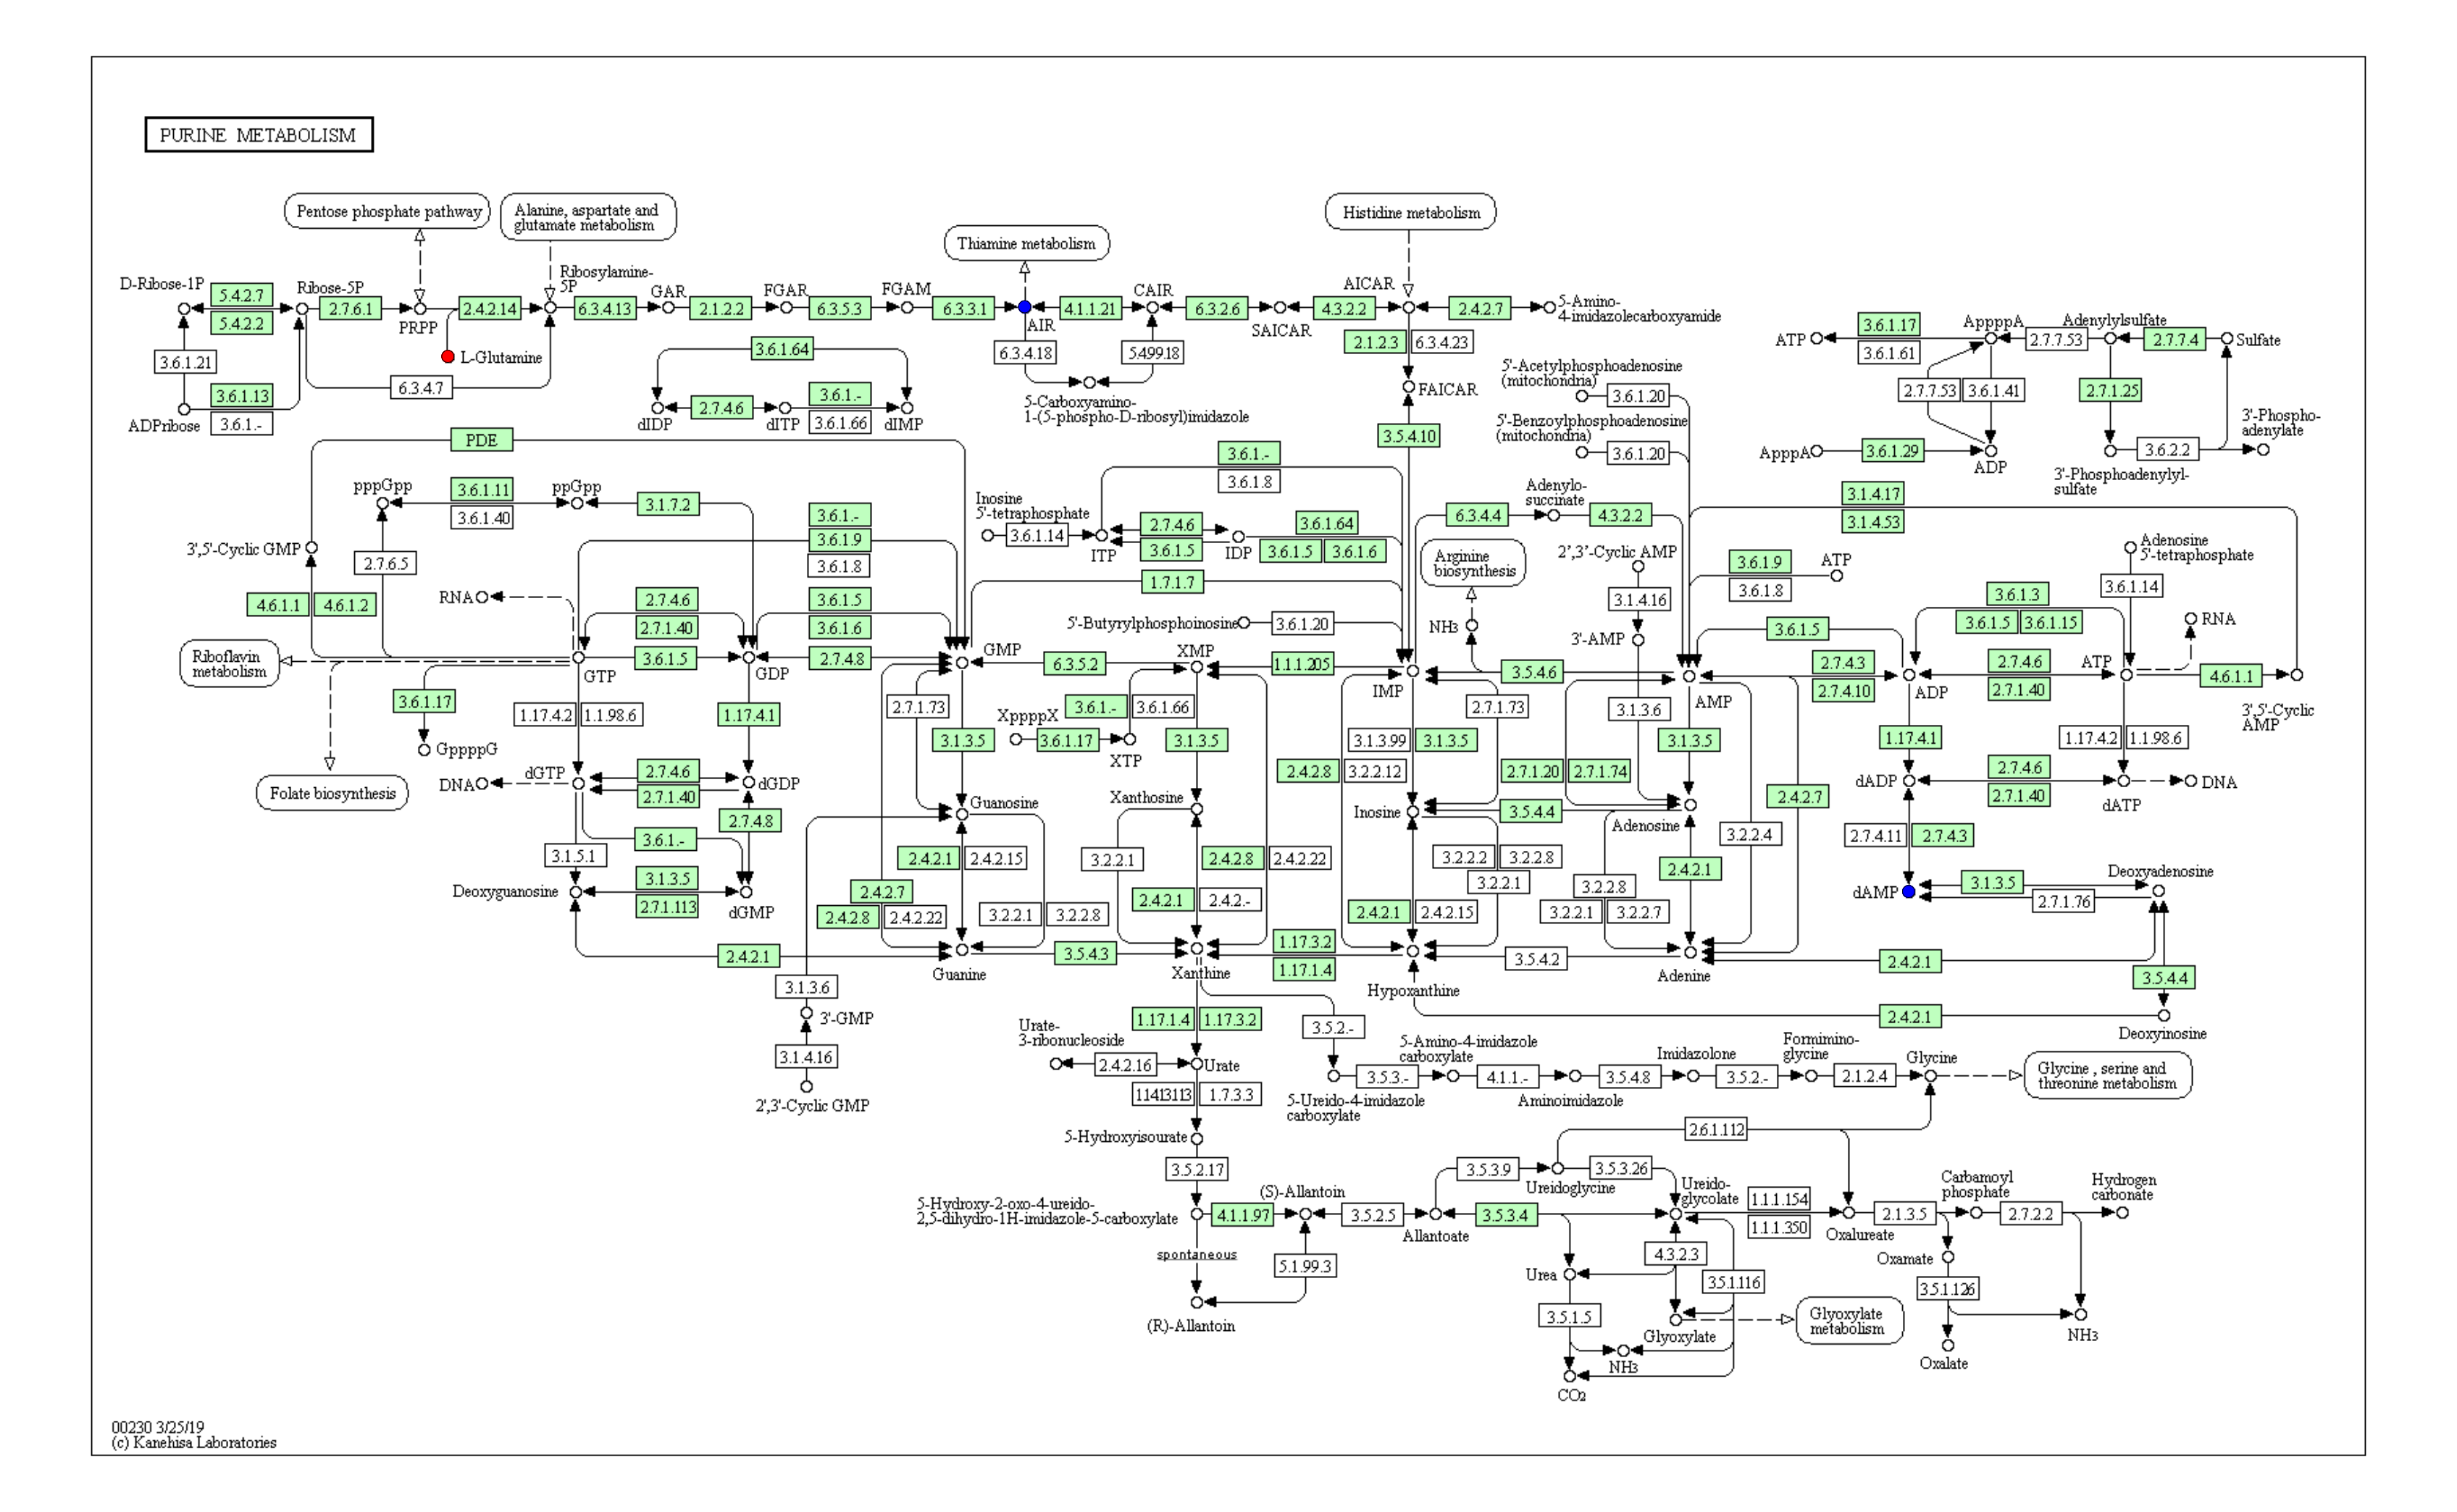 PURINE METABOLISM
Pentose phosphate pathway
Alanine, aspartate and
glutamate metabolism
Thiamine metabolism
Histidine metabolism
D-Ribose-1P
5.4.2.7
5.4.2.2
Ribose-5P
2.7.6.1
PRPP
2.4.2.14
Ribosylamine-
5P
6.3.4.13
GAR
2.1.2.2
FGAR
6.3.5.3
FGAM
6.3.3.1
AIR
4.1.1.21
CAIR
6.3.2.6
SAICAR
4.3.2.2
AICAR
2.4.2.7
5-Amino-
4-imidazolecarboxyamide
3.6.1.21
L-Glutamine
6.3.4.7
3.6.1.13
3.6.1.-
ADPribose
3.6.1.64
dIDP
2.7.4.6
dITP
3.6.1.-
3.6.1.66
dIMP
6.3.4.18
5.4.99.18
5-Carboxyamino-
1-(5-phospho-D-ribosyl)imidazole
2.1.2.3
6.3.4.23
FAICAR
3.5.4.10
5'-Acetylphosphoadenosine
(mitochondria)
3.6.1.20
5'-Benzoylphosphoadenosine
(mitochondria)
3.6.1.20
ATP
3.6.1.17
3.6.1.61
AppppA
2.7.7.53
Adenylylsulfate
2.7.7.4
Sulfate
2.7.7.53
3.6.1.41
2.7.1.25
ApppA
3.6.1.29
ADP
3.6.2.2
3'-Phospho-
adenylate
3'-Phosphoadenylyl-
sulfate
PDE
pppGpp
3.6.1.11
3.6.1.40
ppGpp
3.1.7.2
3',5'-Cyclic GMP
2.7.6.5
3.6.1.-
3.6.1.9
3.6.1.8
3.6.1.-
3.6.1.8
Inosine
5'-tetraphosphate
3.6.1.14
ITP
2.7.4.6
3.6.1.5
IDP
3.6.1.64
3.6.1.5
3.6.1.6
6.3.4.4
Adenylo-
succinate
4.3.2.2
3.1.4.17
3.1.4.53
Arginine
biosynthesis
2',3'-Cyclic AMP
3.6.1.9
3.6.1.8
ATP
Adenosine
5'-tetraphosphate
3.6.1.14
4.6.1.1
4.6.1.2
RNA
2.7.4.6
2.7.1.40
3.6.1.5
3.6.1.6
1.7.1.7
5'-Butyrylphosphoinosine
3.6.1.20
NH3
3.1.4.16
3'-AMP
3.6.1.5
3.6.1.3
3.6.1.5
3.6.1.15
RNA
Riboflavin
metabolism
GTP
3.6.1.5
GDP
2.7.4.8
GMP
6.3.5.2
XMP
1.1.1.205
IMP
3.5.4.6
AMP
2.7.4.3
2.7.4.10
ADP
2.7.4.6
2.7.1.40
ATP
4.6.1.1
3',5'-Cyclic
AMP
3.6.1.17
GppppG
1.17.4.2
1.1.98.6
1.17.4.1
2.7.1.73
3.1.3.5
XppppX
3.6.1.17
XTP
3.6.1.-
3.6.1.66
3.1.3.5
3.1.3.99
3.1.3.5
2.7.1.73
3.1.3.6
3.1.3.5
1.17.4.1
1.17.4.2
1.1.98.6
Folate biosynthesis
DNA
dGTP
2.7.4.6
2.7.1.40
dGDP
2.4.2.8
3.2.2.12
2.7.1.20
2.7.1.74
2.4.2.7
dADP
2.7.4.6
2.7.1.40
dATP
DNA
3.6.1.-
2.7.4.8
Guanosine
Xanthosine
Inosine
3.5.4.4
Adenosine
3.2.2.4
2.7.4.11
2.7.4.3
3.1.5.1
2.4.2.1
2.4.2.15
3.2.2.1
2.4.2.8
2.4.2.22
3.2.2.2
3.2.2.8
3.2.2.1
2.4.2.1
3.2.2.8
Deoxyguanosine
3.1.3.5
2.7.1.113
dGMP
2.4.2.7
2.4.2.8
2.4.2.22
3.2.2.1
3.2.2.8
2.4.2.1
2.4.2.-
2.4.2.1
2.4.2.15
3.2.2.1
3.2.2.7
dAMP
3.1.3.5
2.7.1.76
Deoxyadenosine
2.4.2.1
Guanine
3.5.4.3
Xanthine
1.17.3.2
1.17.1.4
Hypoxanthine
3.5.4.2
Adenine
2.4.2.1
3.5.4.4
2.4.2.1
Deoxyinosine
3.1.3.6
3'-GMP
3.1.4.16
2',3'-Cyclic GMP
1.17.1.4
1.17.3.2
3.5.2.-
Urate-
3-ribonucleoside
2.4.2.16
Urate
11413113
1.7.3.3
3.5.3.-
5-Amino-4-imidazole
carboxylate
4.1.1.-
3.5.4.8
Imidazolone
3.5.2.-
Formimino-
glycine
2.1.2.4
Glycine
Glycine , serine and
threonine metabolism
5-Ureido-4-imidazole
carboxylate
Aminoimidazole
5-Hydroxyisourate
2.6.1.112
3.5.2.17
3.5.3.9
Ureidoglycine
3.5.3.26
5-Hydroxy-2-oxo-4-ureido-
2,5-dihydro-1H-imidazole-5-carboxylate
4.1.1.97
(S)-Allantoin
3.5.2.5
Allantoate
3.5.3.4
Ureido-
glycolate
1.1.1.154
1.1.1.350
Oxalureate
2.1.3.5
Carbamoyl
phosphate
2.7.2.2
Hydrogen
carbonate
spontaneous
5.1.99.3
Urea
4.3.2.3
3.5.1.116
Oxamate
3.5.1.126
(R)-Allantoin
3.5.1.5
Glyoxylate
Glyoxylate
metabolism
NH3
NH3
Oxalate
CO2
00230 3/25/19
(c) Kanehisa Laboratories